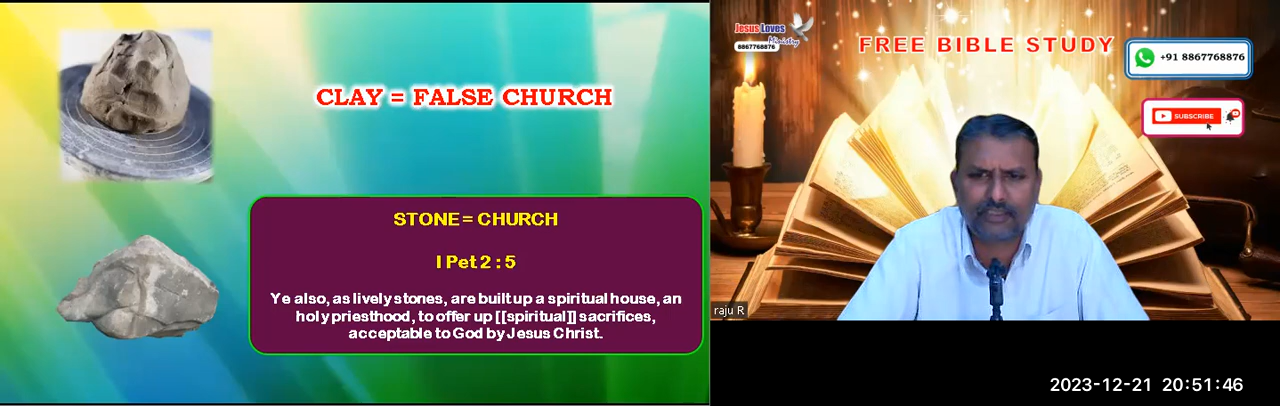 CLAY = FALSE CHURCH
STONE = CHURCH
I Pet 2 : 5
Ye also, as lively stones, are built up a spiritual house, an
holy priesthood, to offer up [[spiritual]] sacrifices,
acceptable to God by Jesus Christ.
Jesus Loves
Ministry
8867768876
FREE BIBLE STUDY
+91 8867768876
SUBSCRIBE
raju R
2023-12-21 20:51:46